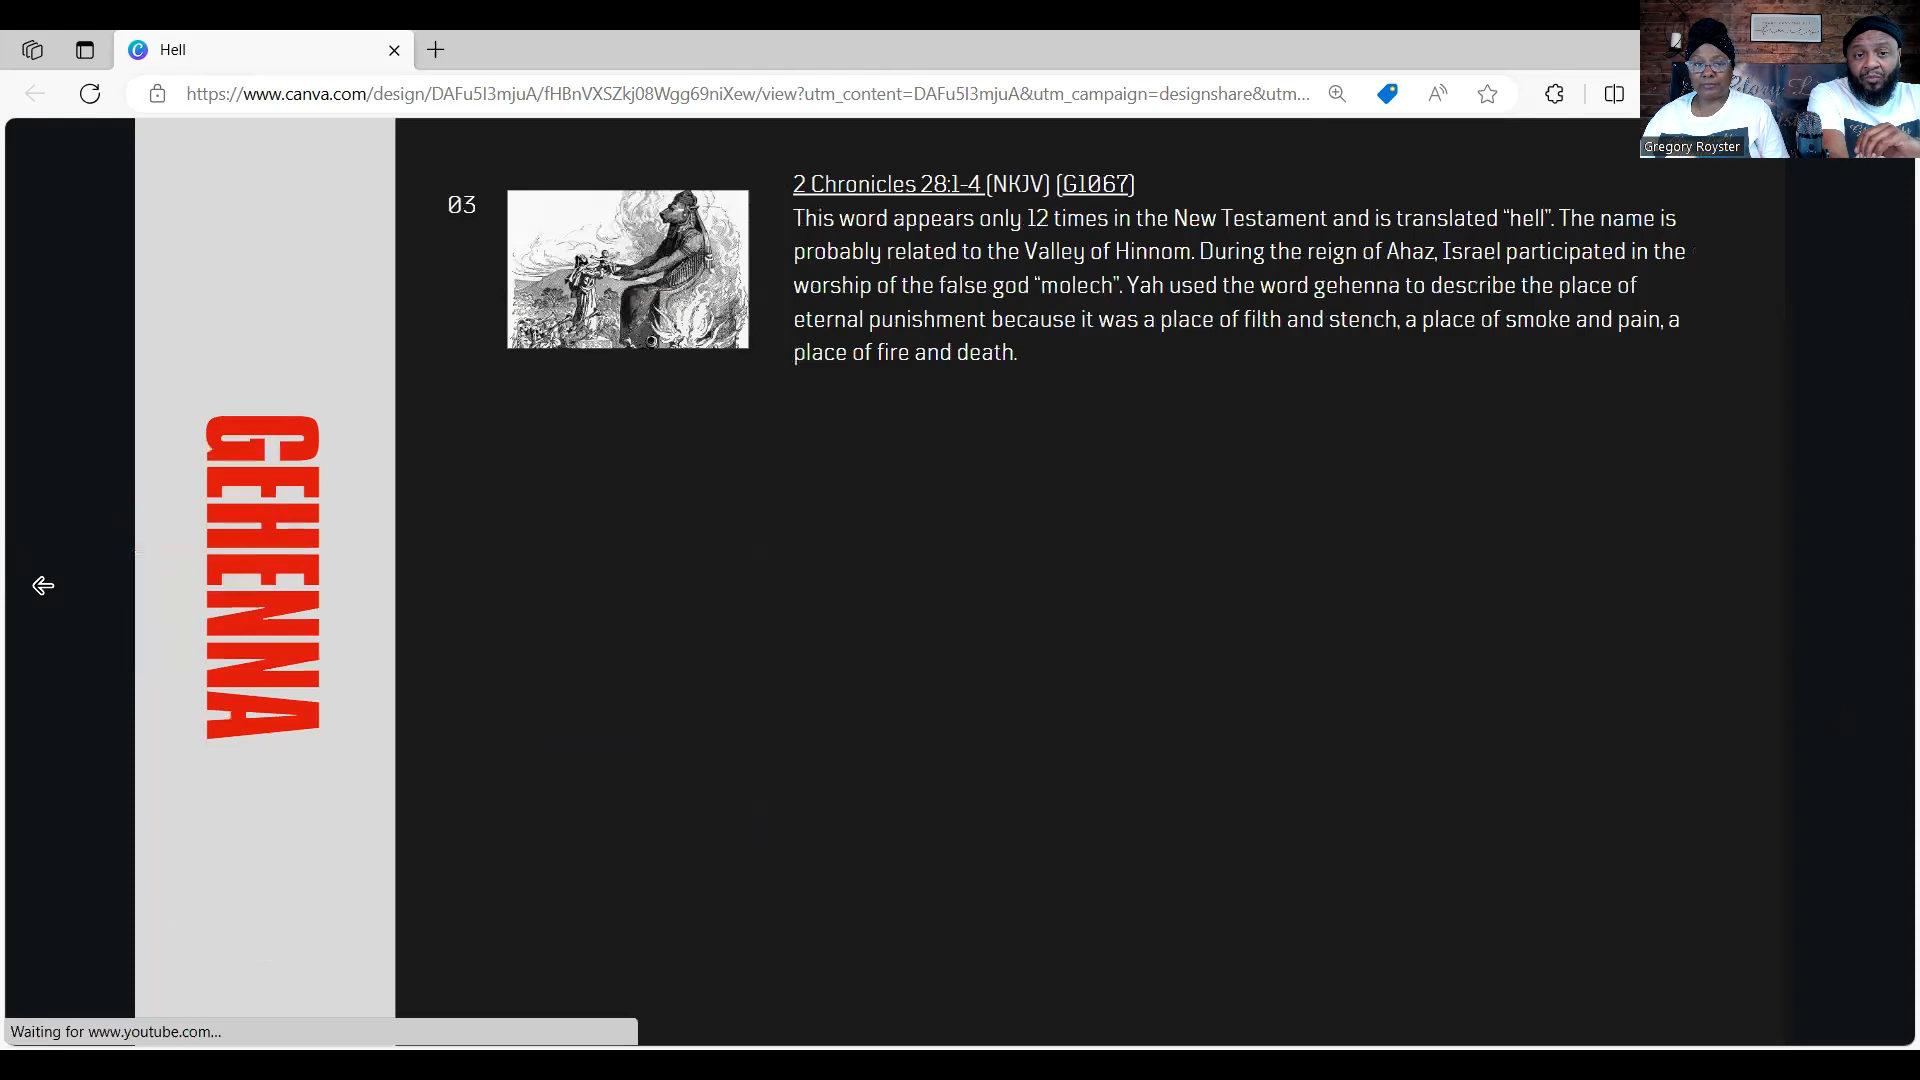 Hell
https://www.canva.com/design/DAFu5I3mjuA/fHBnVXSZkj08Wgg69niXew/view?utm_content=DAFu5I3mjuA&utm_campaign=designshare&utm...
Gregory Royster
03
2 Chronicles 28:1-4 (NKJV) (G1067)
This word appears only 12 times in the New Testament and is translated “hell”. The name is
probably related to the Valley of Hinnom. During the reign of Ahaz, Israel participated in the
worship of the false god “molech”. Yah used the word gehenna to describe the place of
eternal punishment because it was a place of filth and stench, a place of smoke and pain, a
place of fire and death.
GEHENNA
Waiting for www.youtube.com...